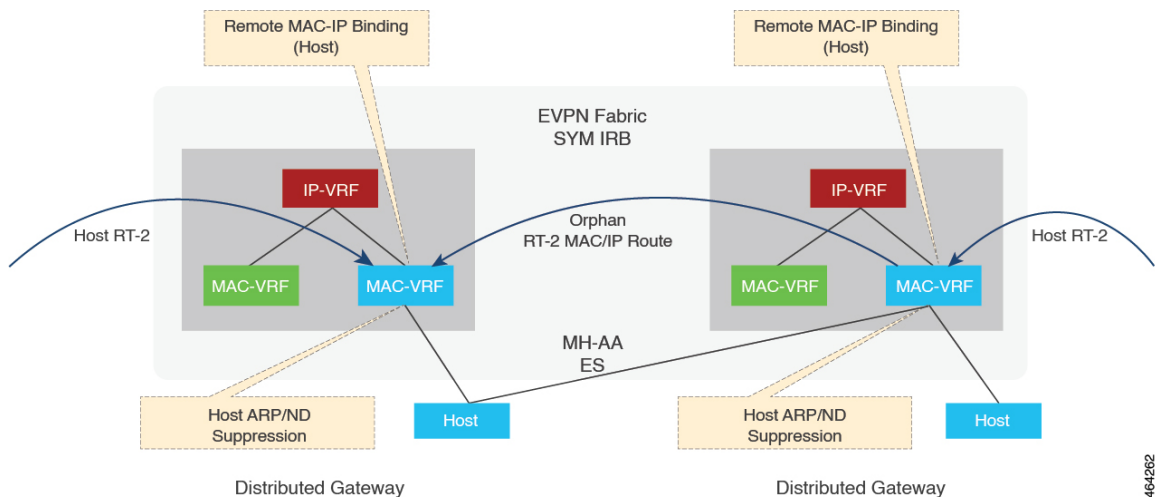 Remote MAC-IP Binding
(Host)
Remote MAC-IP Binding
(Host)
EVPN Fabric
SYM IRB
IP-VRF
IP-VRF
Host RT-2
Orphan
RT-2 MAC/IP Route
Host RT-2
MAC-VRF
MAC-VRF
MAC-VRF
MAC-VRF
MH-AA
ES
Host ARP/ND
Suppression
Host
Host ARP/ND
Suppression
Host
Distributed Gateway
Distributed Gateway
464262